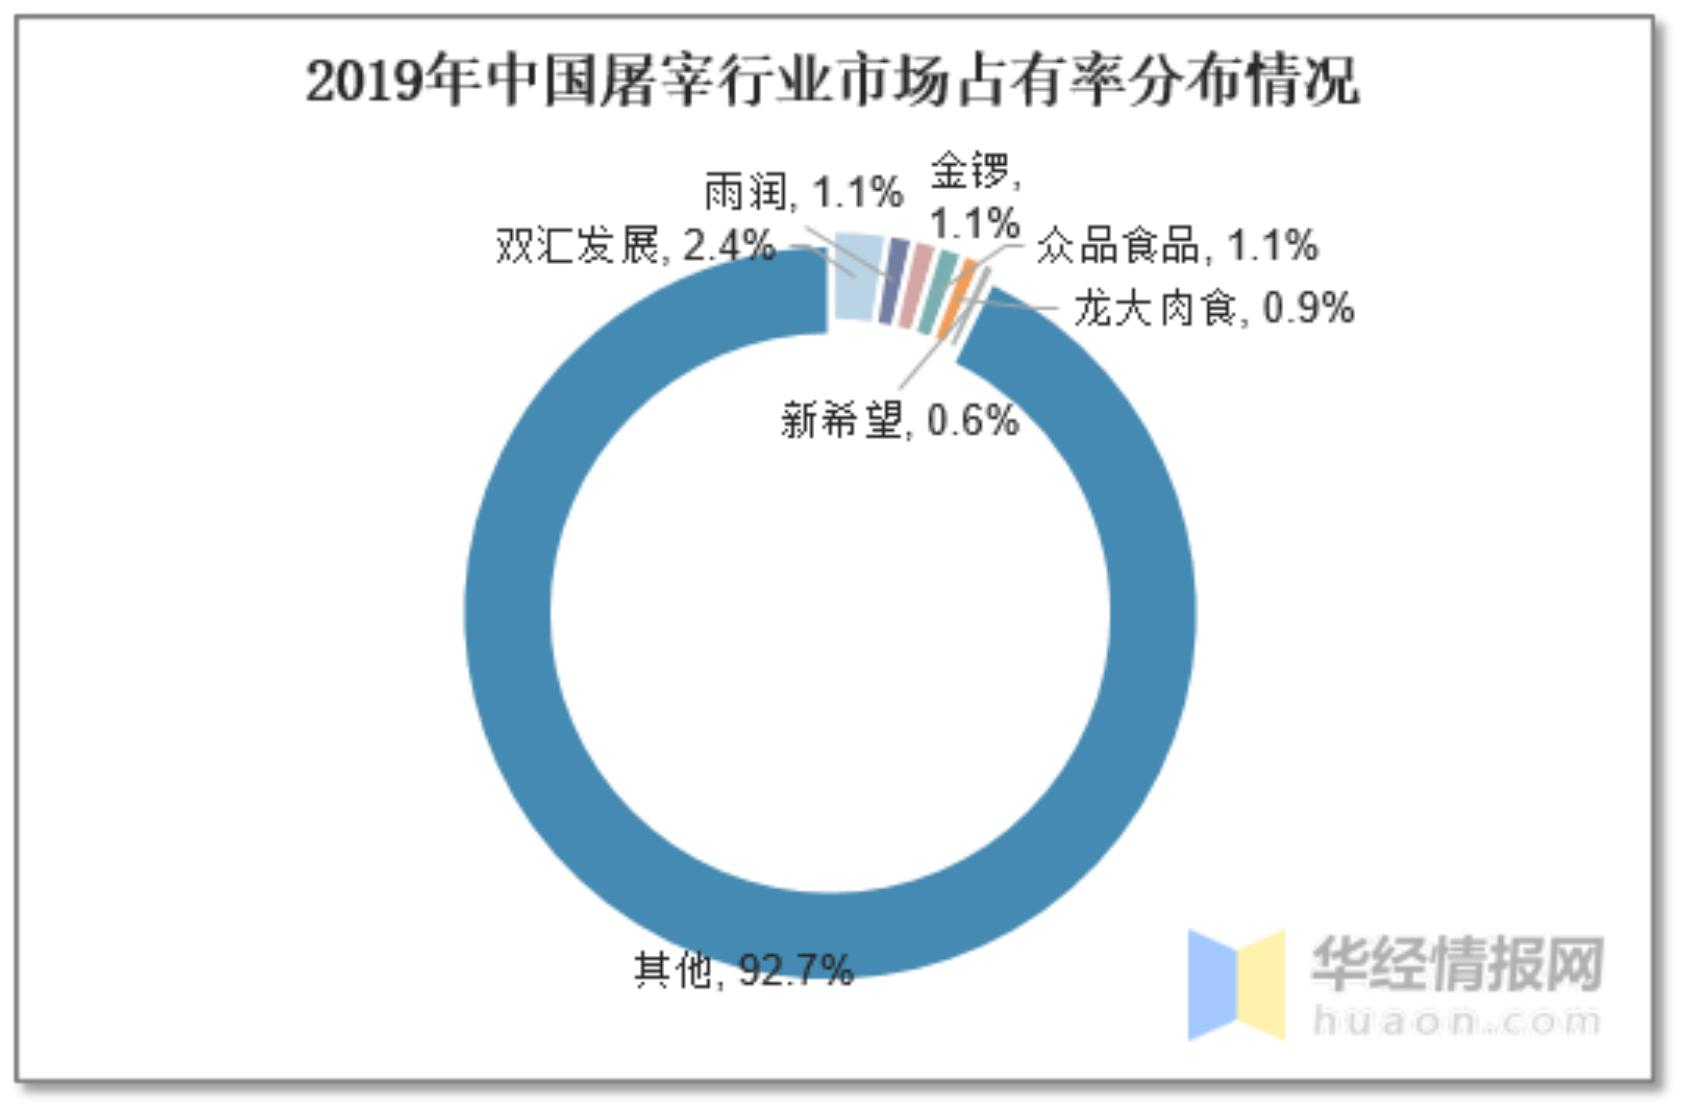 2019年中国屠宰行业市场占有率分布情况
雨润, 1.1%
金锣,
1.1%
双汇发展, 2.4%
众品食品, 1.1%
龙大肉食, 0.9%
新希望, 0.6%
其他, 92.7%
华经情报网
huaon.com